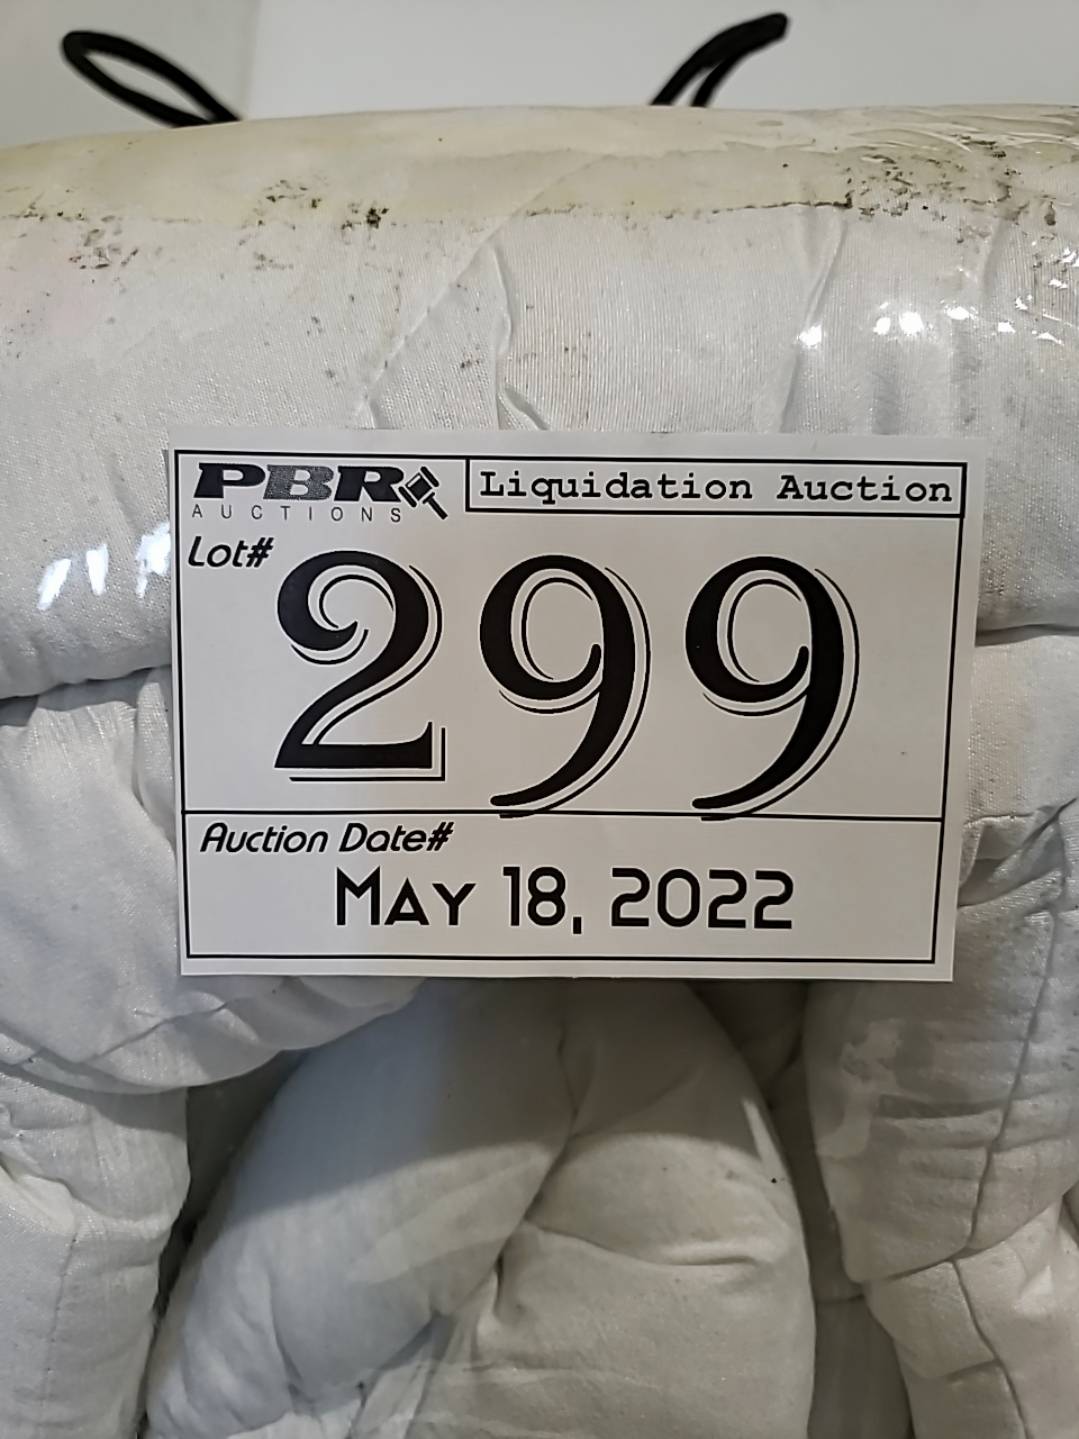 PBR
AUCTIONS
Liquidation Auction
Lot#
299
Auction Date#
May 18, 2022